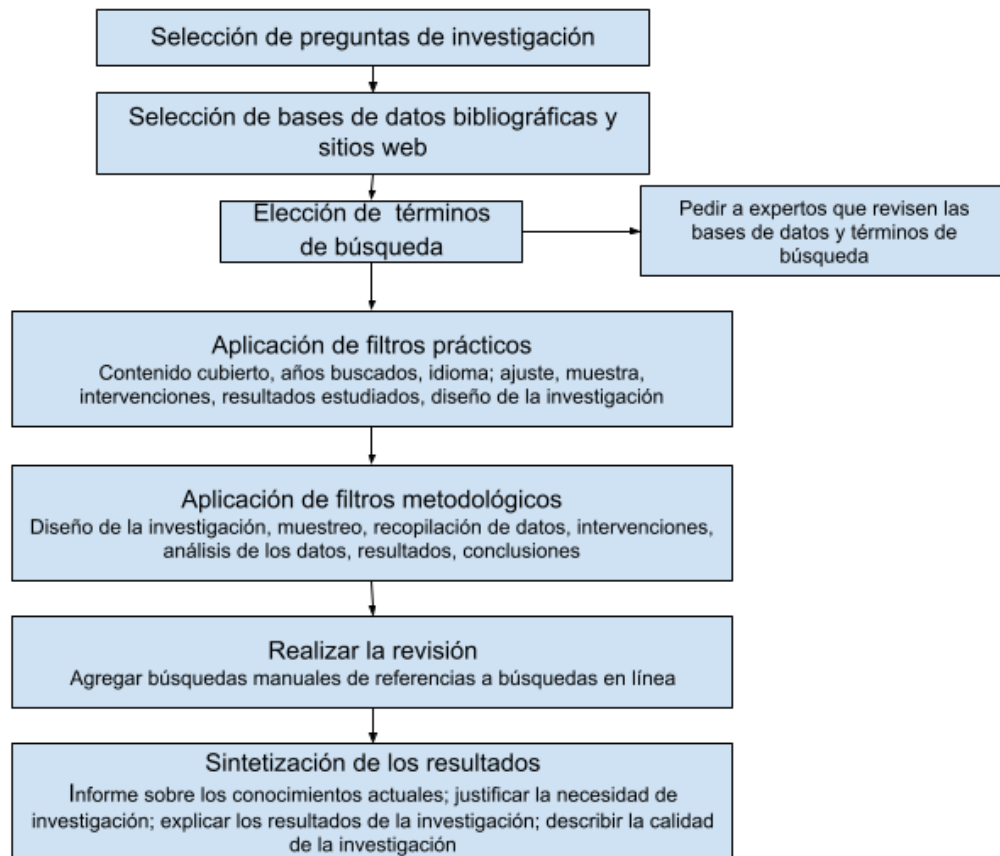 Selección de preguntas de investigación
Selección de bases de datos bibliográficas y
sitios web
Elección de términos
de búsqueda
Pedir a expertos que revisen las
bases de datos y términos de
búsqueda
Aplicación de filtros prácticos
Contenido cubierto, años buscados, idioma; ajuste, muestra,
intervenciones, resultados estudiados, diseño de la investigación
Aplicación de filtros metodológicos
Diseño de la investigación, muestreo, recopilación de datos, intervenciones,
análisis de los datos, resultados, conclusiones
Realizar la revisión
Agregar búsquedas manuales de referencias a búsquedas en línea
Sintetización de los resultados
Informe sobre los conocimientos actuales; justificar la necesidad de
investigación; explicar los resultados de la investigación; describir la calidad
de la investigación